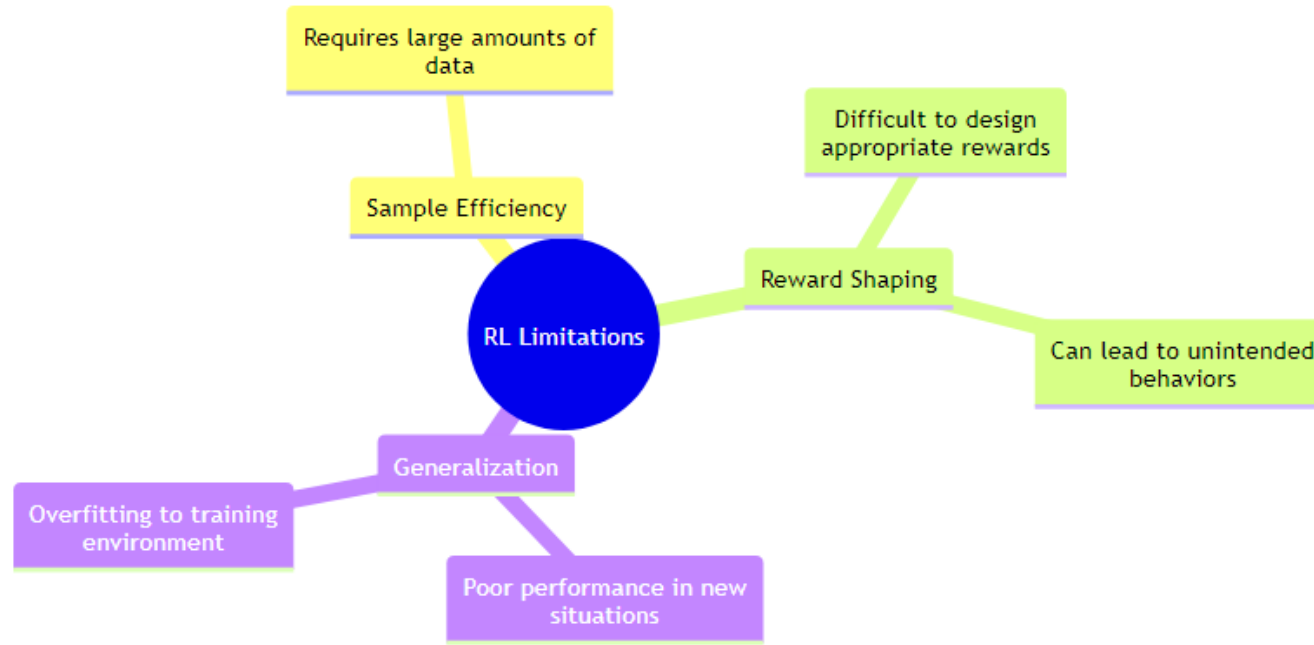 Requires large amounts of
data
Sample Efficiency
Difficult to design
appropriate rewards
Reward Shaping
Can lead to unintended
behaviors
RL Limitations
Generalization
Overfitting to training
environment
Poor performance in new
situations